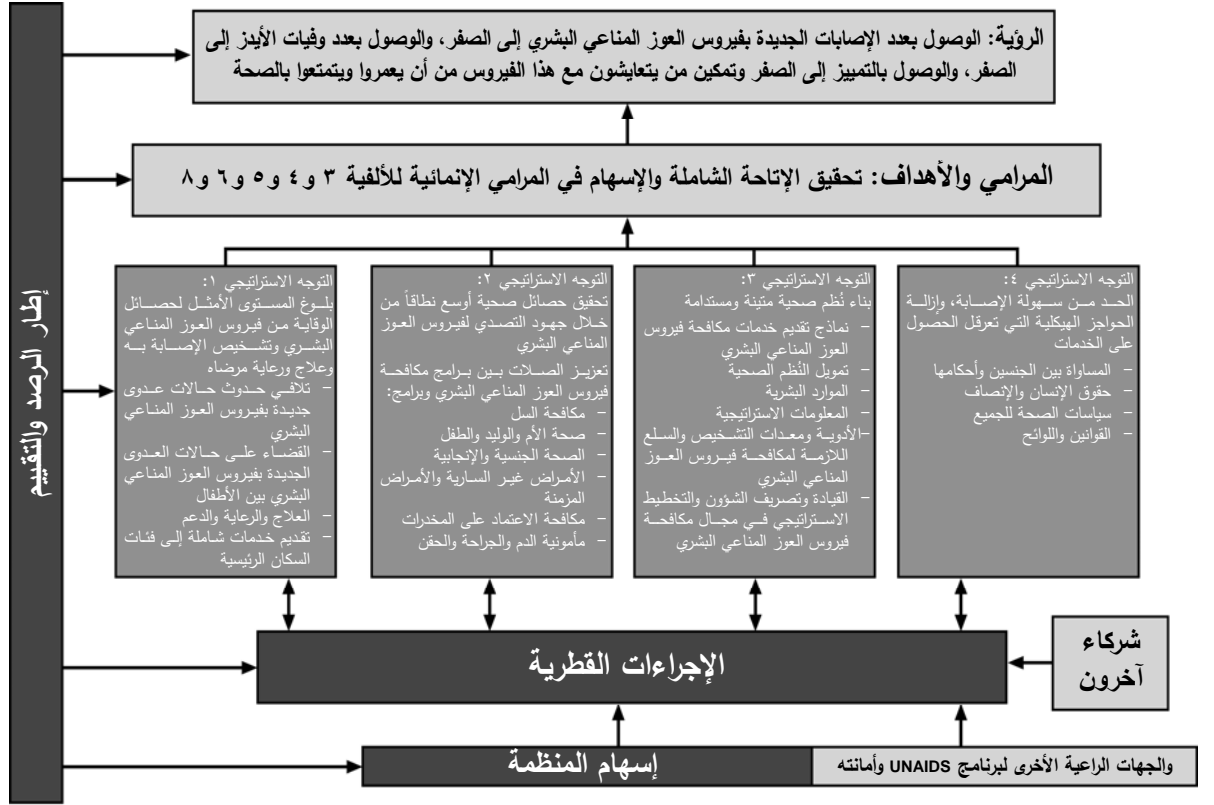 الرؤية: الوصول بعدد الإصابات الجديدة بفيروس العوز المناعي البشري إلى الصفر، والوصول بعدد وفيات الأيدز إلى
الصفر، والوصول بالتمييز إلى الصفر وتمكين من يتعايشون مع هذا الفيروس من أن يعمروا ويتمتعوا بالصحة
المرامي والأهداف: تحقيق الإتاحة الشاملة والإسهام في المرامي الإنمائية للألفية ٣ و٤ و٥ و٦ و٨
إطار الرصد والتقييم
التوجه الاستراتيجي ١:
بلوغ المستوى الأمثل لحصائل
الوقاية من فيروس العوز المناعي
البشري وتشخيص الإصابة به
وعلاج ورعاية مرضاه
– تلافي حدوث حالات عدوى
جديدة بفيروس العوز المناعي
البشري
– القضاء على حالات العدوى
الجديدة بفيروس العوز المناعي
البشري بين الأطفال
– العلاج والرعاية والدعم
– تقديم خدمات شاملة إلى فئات
السكان الرئيسية
التوجه الاستراتيجي ٢:
تحقيق حصائل صحية أوسع نطاقاً من
خلال جهود التصدي لفيروس العوز
المناعي البشري
تعزيز الصلات بين برامج مكافحة
فيروس العوز المناعي البشري وبرامج:
– مكافحة السل
– صحة الأم والوليد والطفل
– الصحة الجنسية والإنجابية
– الأمراض غير السارية والأمراض
المزمنة
– مكافحة الاعتماد على المخدرات
– مأمونية الدم والجراحة والحقن
التوجه الاستراتيجي ٣:
بناء نُظم صحية متينة ومستدامة
– نماذج تقديم خدمات مكافحة فيروس
العوز المناعي البشري
– تمويل النُظم الصحية
– الموارد البشرية
– المعلومات الاستراتيجية
–الأدوية ومعدات التشخيص والسلع
اللازمة لمكافحة فيروس العوز
المناعي البشري
– القيادة وتصريف الشؤون والتخطيط
الاستراتيجي في مجال مكافحة
فيروس العوز المناعي البشري
التوجه الاستراتيجي ٤:
الحد من سهولة الإصابة، وإزالة
الحواجز الهيكلية التي تعرقل الحصول
على الخدمات
– المساواة بين الجنسين وأحكامها
– حقوق الإنسان والإنصاف
– سياسات الصحة للجميع
– القوانين واللوائح
الإجراءات القطرية
شركاء
آخرون
إسهام المنظمة
والجهات الراعية الأخرى لبرنامج UNAIDS وأمانته